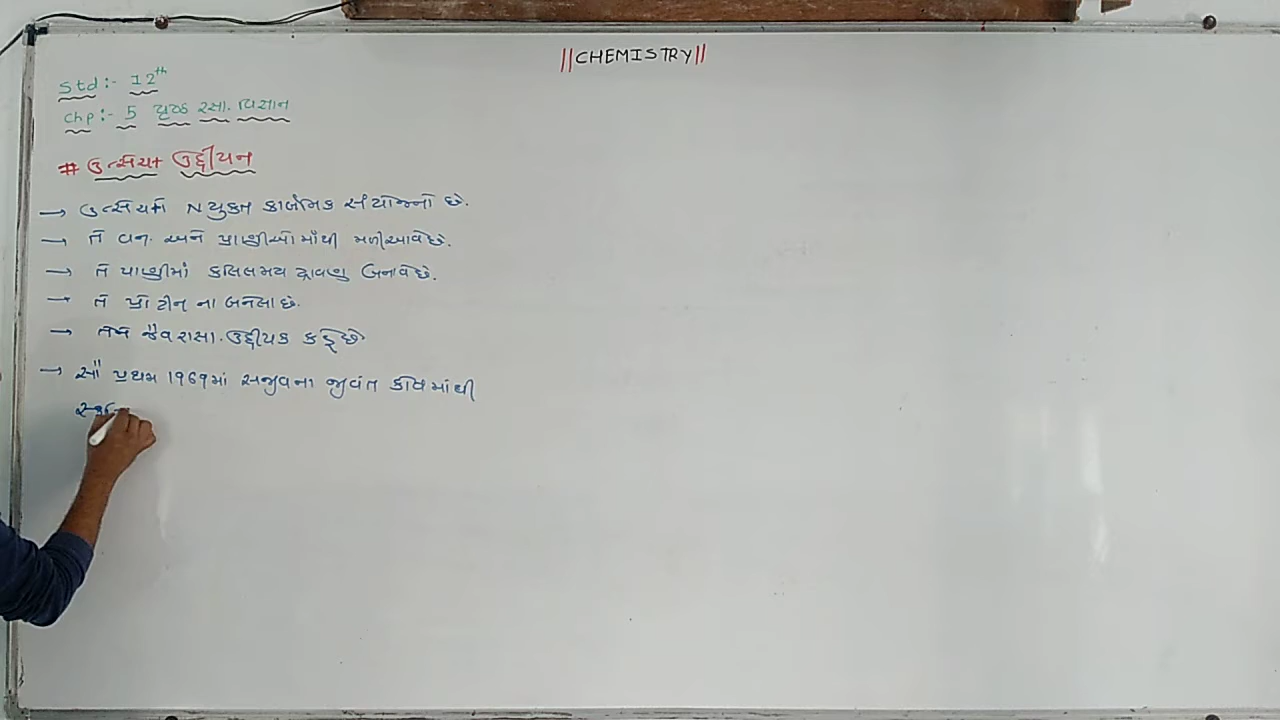 ||CHEMISTRY||
Std :- 12th
Chp :- 5 પૃષ્ઠ રસા. વિજ્ઞાન
# ઉત્સેચક ઉદ્દીપન
→ ઉત્સેચકો N યુક્ત કાર્બનિક સંયોજનો છે.
→ તે વન. અને પ્રાણીઓમાંથી મળી આવે છે.
→ તે પાણીમાં કલિલમય દ્રાવણ બનાવે છે.
→ તે પ્રોટીન ના બનેલા છે.
→ તેને જૈવરાસા. ઉદ્દીપક કહે છે
→ સૌ પ્રથમ 1969માં સજીવના જીવંત કોષમાંથી